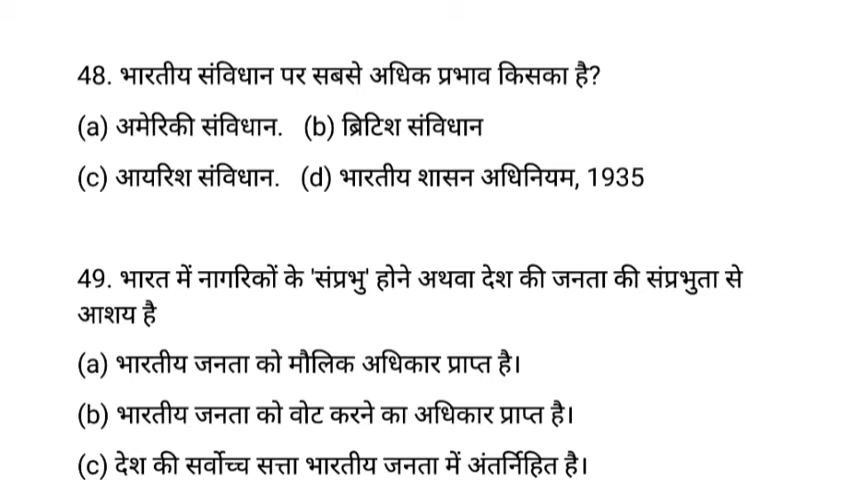 48. भारतीय संविधान पर सबसे अधिक प्रभाव किसका है?
(a) अमेरिकी संविधान. (b) ब्रिटिश संविधान
(c) आयरिश संविधान. (d) भारतीय शासन अधिनियम, 1935
49. भारत में नागरिकों के 'संप्रभु' होने अथवा देश की जनता की संप्रभुता से
आशय है
(a) भारतीय जनता को मौलिक अधिकार प्राप्त है।
(b) भारतीय जनता को वोट करने का अधिकार प्राप्त है।
(c) देश की सर्वोच्च सत्ता भारतीय जनता में अंतर्निहित है।